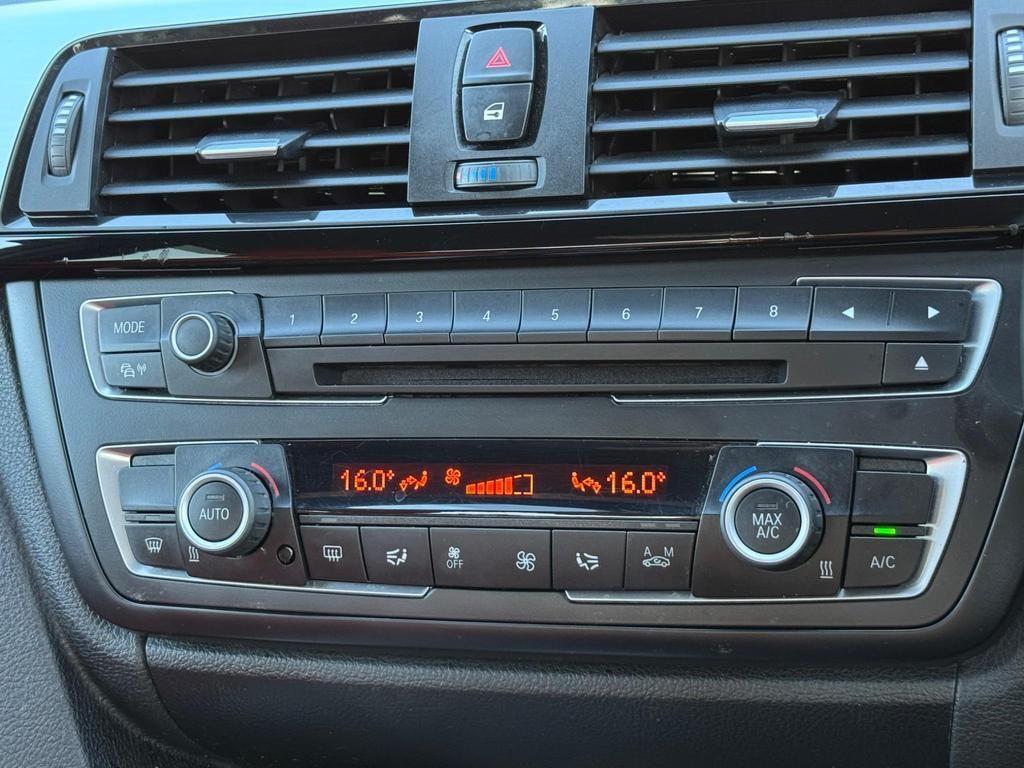 MODE
1 2 3 4 5 6 7 8
16.0° 16.0°
AUTO
MAX
A/C
OFF
A M
A/C